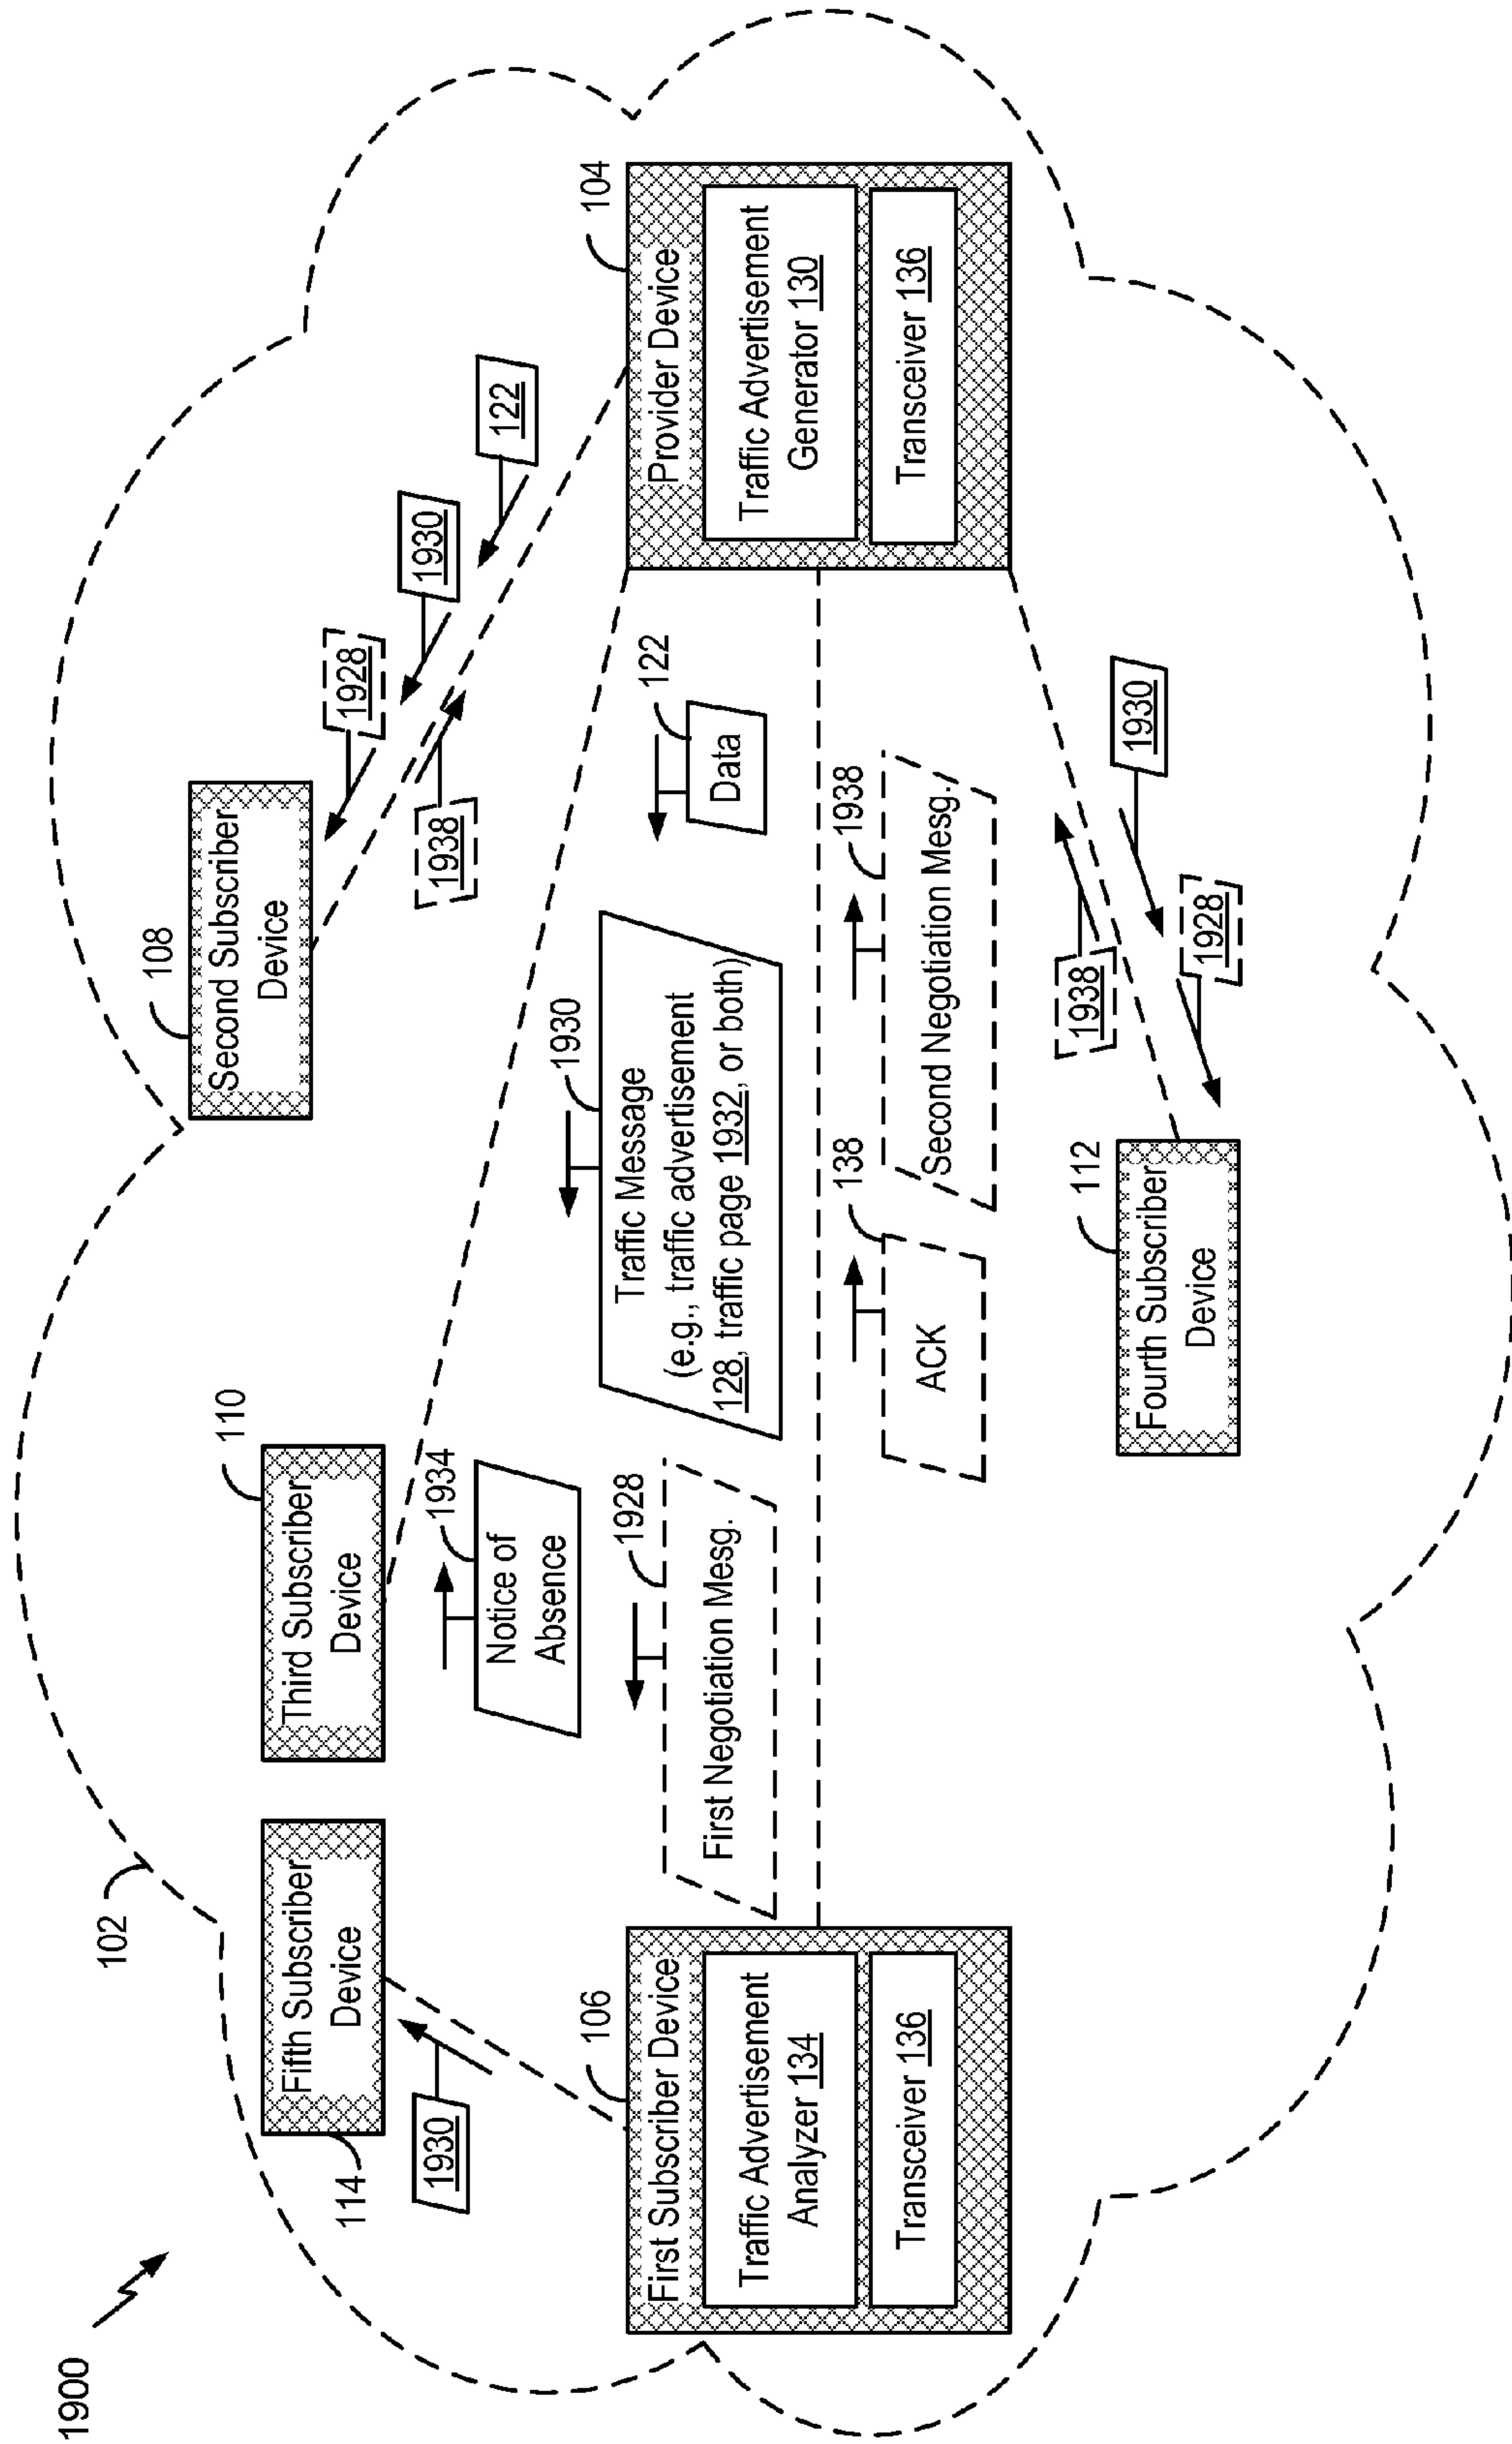 1900
102
114
Fifth Subscriber
Device
1930
110
Third Subscriber
Device
1934
Notice of
Absence
108
Second Subscriber
Device
1928
1938
1930
122
104
Provider Device
Traffic Advertisement
Generator 130
Transceiver 136
106
First Subscriber Device
Traffic Advertisement
Analyzer 134
Transceiver 136
1928
First Negotiation Mesg.
1930
Traffic Message
(e.g., traffic advertisement
128, traffic page 1932, or both)
122
Data
138
ACK
1938
Second Negotiation Mesg.
112
Fourth Subscriber
Device
1938
1928
1930